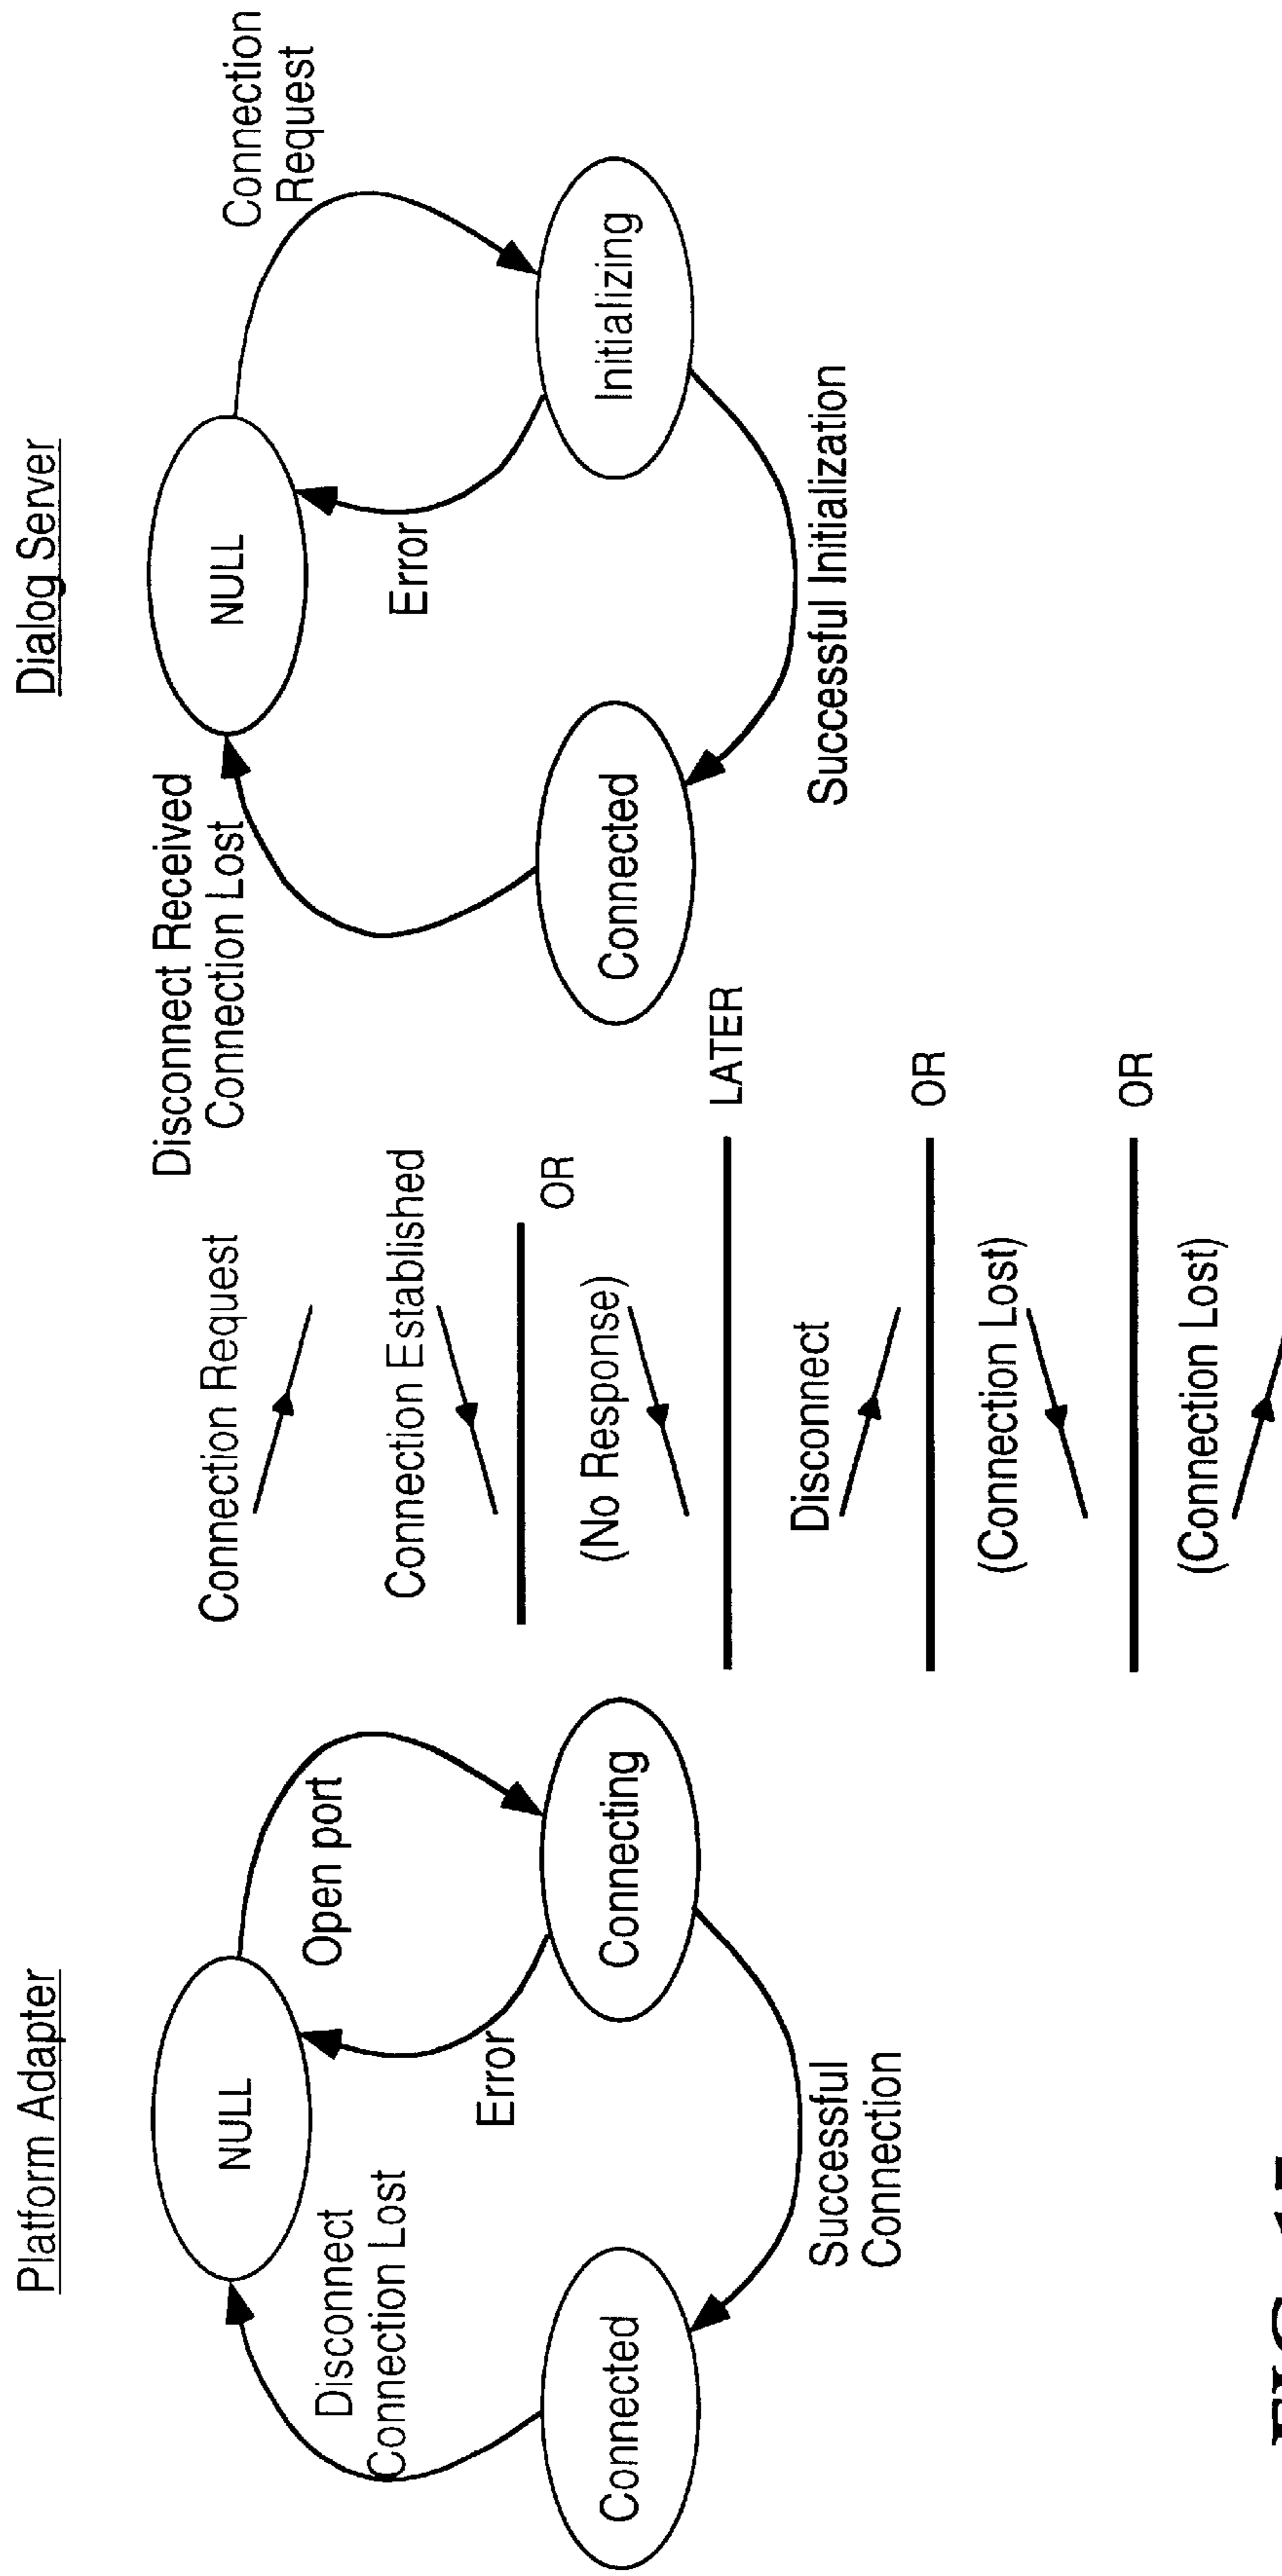 Platform Adapter
NULL
Open port
Disconnect
Connection Lost
Error
Connected
Connecting
Successful
Connection
Connection Request
Connection Established
OR
(No Response)
LATER
Disconnect
OR
(Connection Lost)
OR
(Connection Lost)
Dialog Server
Disconnect Received
Connection Lost
NULL
Connection
Request
Error
Connected
Initializing
Successful Initialization